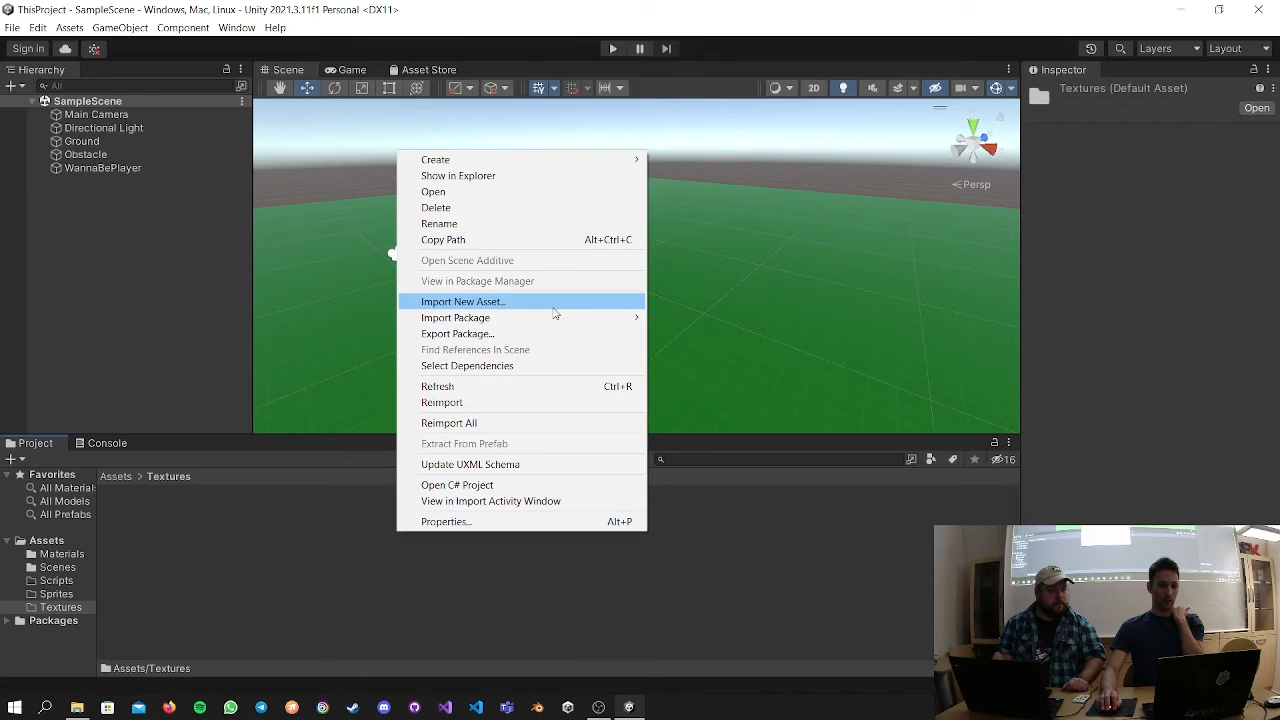 ThisProject - SampleScene - Windows, Mac, Linux - Unity 2021.3.11f1 Personal <DX11>
File Edit Assets GameObject Component Window Help
Sign in Layers Layout
Hierarchy Scene Game Asset Store Inspector
All 2D Textures (Default Asset)
Open
SampleScene
Main Camera
Directional Light
Ground
Obstacle
WannaBePlayer
Persp
Create
Show in Explorer
Open
Delete
Rename
Copy Path Alt+Ctrl+C
Open Scene Additive
View in Package Manager
Import New Asset...
Import Package
Export Package...
Find References In Scene
Select Dependencies
Refresh Ctrl+R
Reimport
Reimport All
Extract From Prefab
Update UXML Schema
Open C# Project
View in Import Activity Window
Properties... Alt+P
Project Console
16
Favorites
All Material
All Models
All Prefabs
Assets > Textures
Assets
Materials
Scenes
Scripts
Sprites
Textures
Packages
Assets/Textures